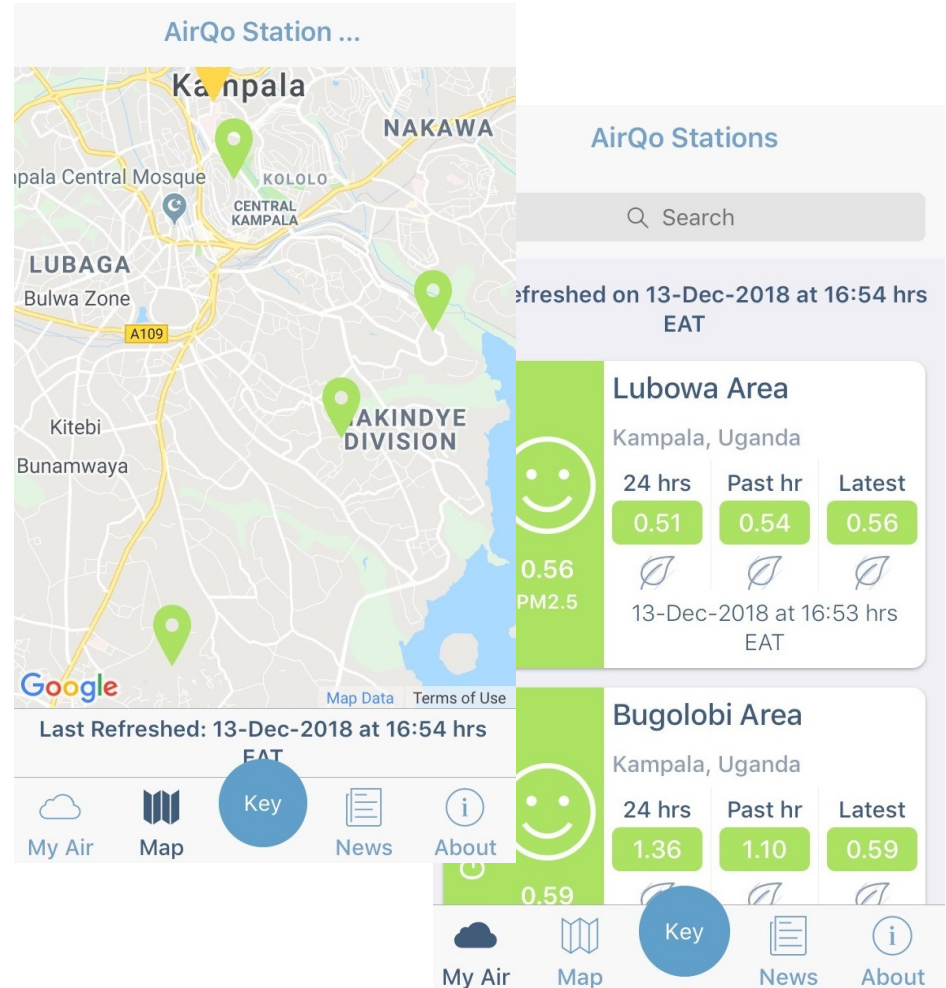 AirQo Station ...
Kampala
NAKAWA
pala Central Mosque
KOLOLO
CENTRAL
KAMPALA
LUBAGA
Bulwa Zone
A109
Kitebi
AKINDYE
DIVISION
Bunamwaya
Google
Map Data
Terms of Use
Last Refreshed: 13-Dec-2018 at 16:54 hrs
EAT
My Air
Map
Key
News
About
AirQo Stations
Search
efreshed on 13-Dec-2018 at 16:54 hrs
EAT
Lubowa Area
Kampala, Uganda
24 hrs Past hr Latest
0.51 0.54 0.56
0.56
PM2.5
13-Dec-2018 at 16:53 hrs
EAT
Bugolobi Area
Kampala, Uganda
24 hrs Past hr Latest
1.36 1.10 0.59
0.59
My Air
Map
Key
News
About